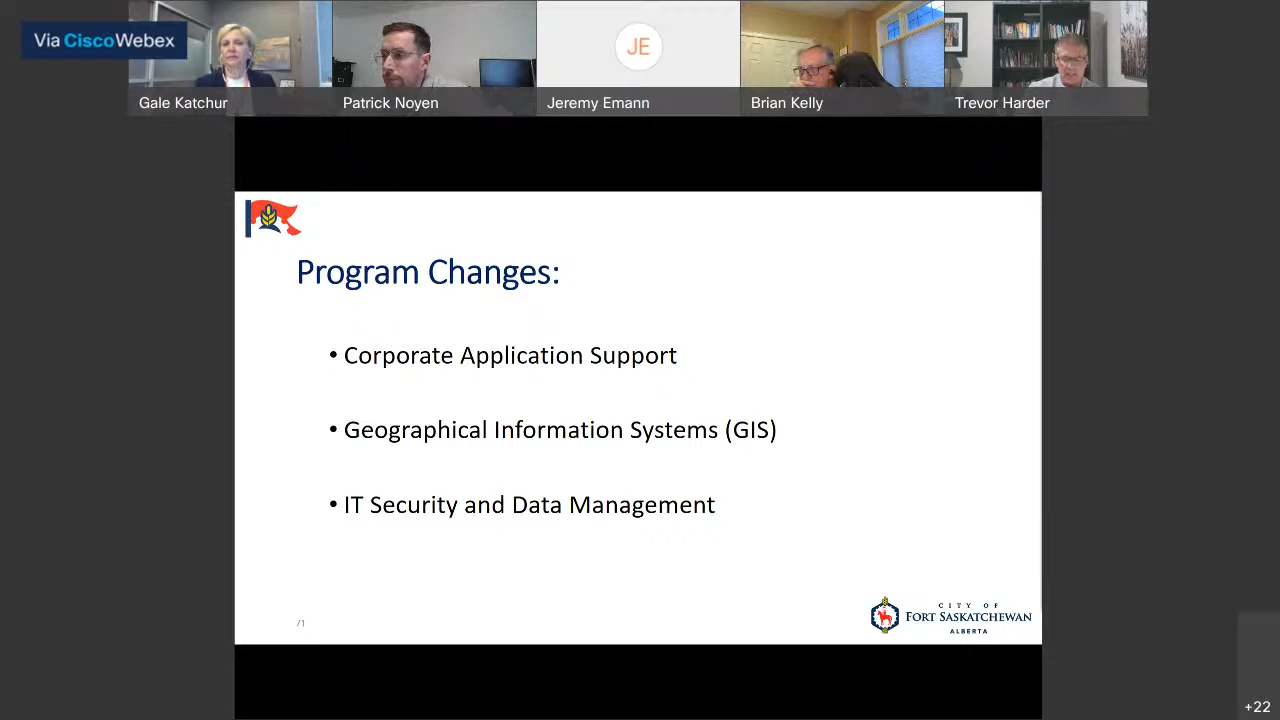 Via CiscoWebex
Gale Katchur
Patrick Noyen
JE
Jeremy Emann
Brian Kelly
Trevor Harder
Program Changes:
• Corporate Application Support
• Geographical Information Systems (GIS)
• IT Security and Data Management
71
CITY OF
FORT SASKATCHEWAN
ALBERTA
+22